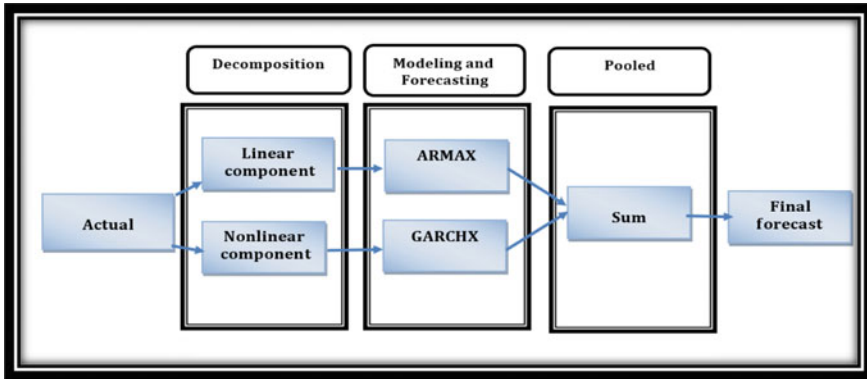 Decomposition
Modeling and
Forecasting
Pooled
Linear
component
ARMAX
Actual
Sum
Final
forecast
Nonlinear
component
GARCHX